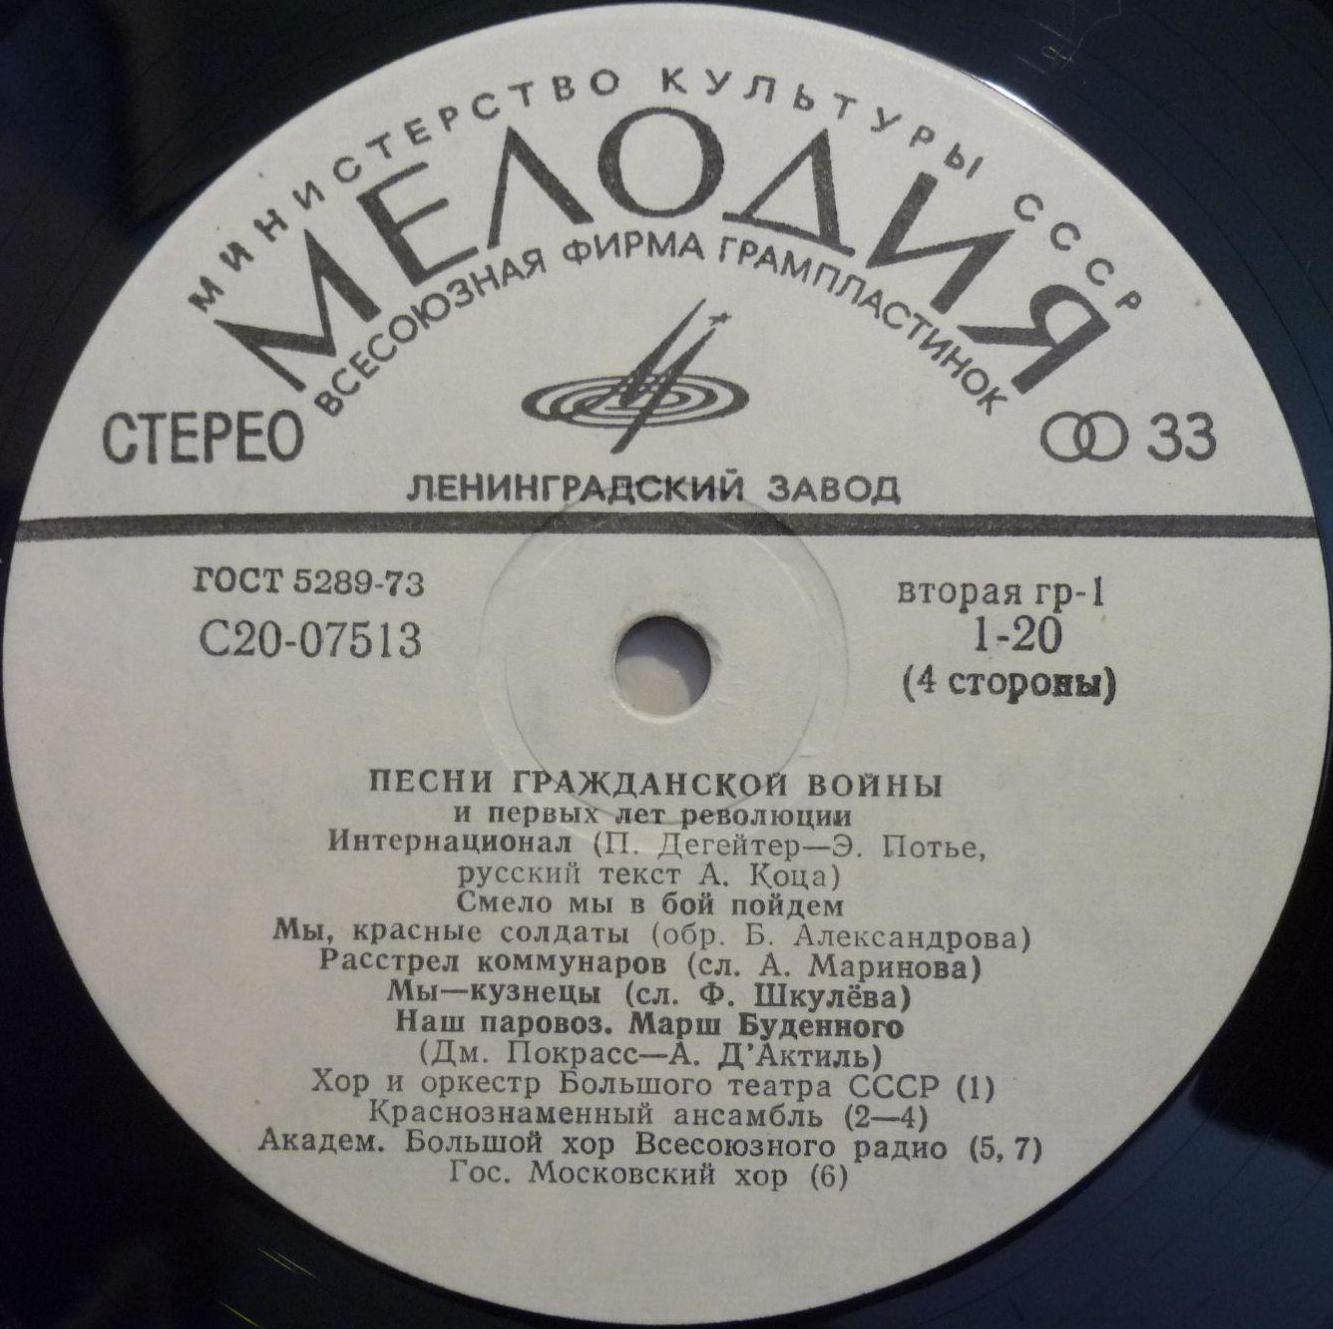 МИНИСТЕРСТВО КУЛЬТУРЫ СССР
МЕЛОДИЯ
ВСЕСОЮЗНАЯ ФИРМА ГРАМПЛАСТИНОК
СТЕРЕО
33
ЛЕНИНГРАДСКИЙ ЗАВОД
ГОСТ 5289-73
С20-07513
вторая гр-1
1-20
(4 стороны)
ПЕСНИ ГРАЖДАНСКОЙ ВОЙНЫ
и первых лет революции
Интернационал (П. Дегейтер—Э. Потье,
русский текст А. Коца)
Смело мы в бой пойдем
Мы, красные солдаты (обр. Б. Александрова)
Расстрел коммунаров (сл. А. Маринова)
Мы—кузнецы (сл. Ф. Шкулёва)
Наш паровоз. Марш Буденного
(Дм. Покрасс—А. Д'Актиль)
Хор и оркестр Большого театра СССР (1)
Краснознаменный ансамбль (2—4)
Академ. Большой хор Всесоюзного радио (5, 7)
Гос. Московский хор (6)